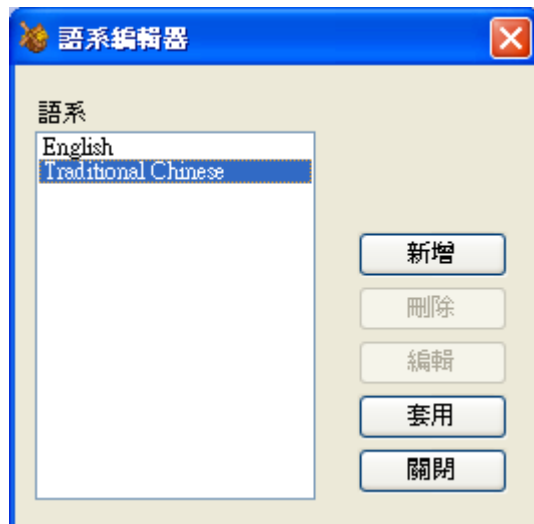 語系編輯器
語系
English
Traditional Chinese
新增
刪除
編輯
套用
關閉